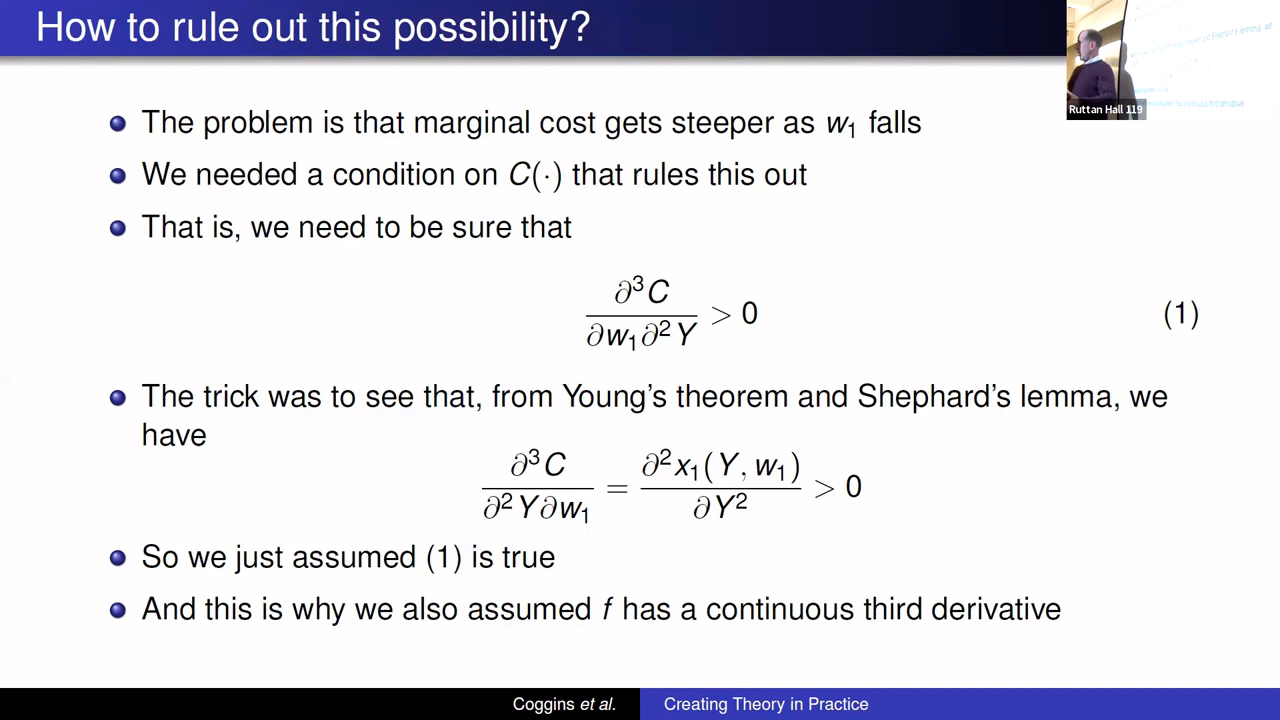 How to rule out this possibility?
Ruttan Hall 119
The problem is that marginal cost gets steeper as w₁ falls
We needed a condition on C(·) that rules this out
That is, we need to be sure that
∂³C / ∂w₁∂²Y > 0 (1)
The trick was to see that, from Young's theorem and Shephard's lemma, we
have
∂³C / ∂²Y∂w₁ = ∂²x₁(Y, w₁) / ∂Y² > 0
So we just assumed (1) is true
And this is why we also assumed f has a continuous third derivative
Coggins et al.
Creating Theory in Practice